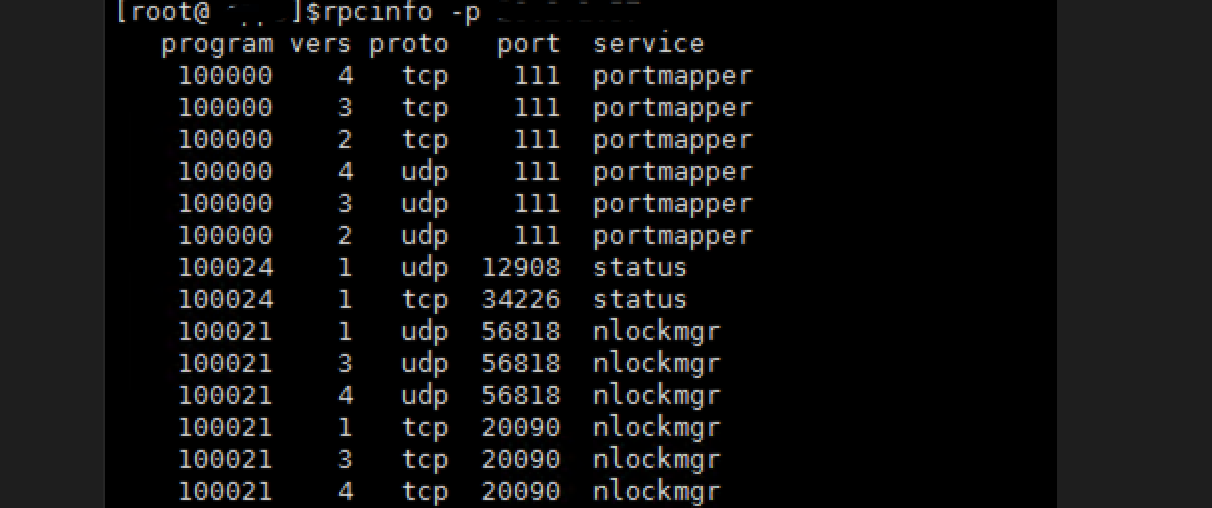 [root@ ]$rpcinfo -p
program vers proto port service
100000 4 tcp 111 portmapper
100000 3 tcp 111 portmapper
100000 2 tcp 111 portmapper
100000 4 udp 111 portmapper
100000 3 udp 111 portmapper
100000 2 udp 111 portmapper
100024 1 udp 12908 status
100024 1 tcp 34226 status
100021 1 udp 56818 nlockmgr
100021 3 udp 56818 nlockmgr
100021 4 udp 56818 nlockmgr
100021 1 tcp 20090 nlockmgr
100021 3 tcp 20090 nlockmgr
100021 4 tcp 20090 nlockmgr